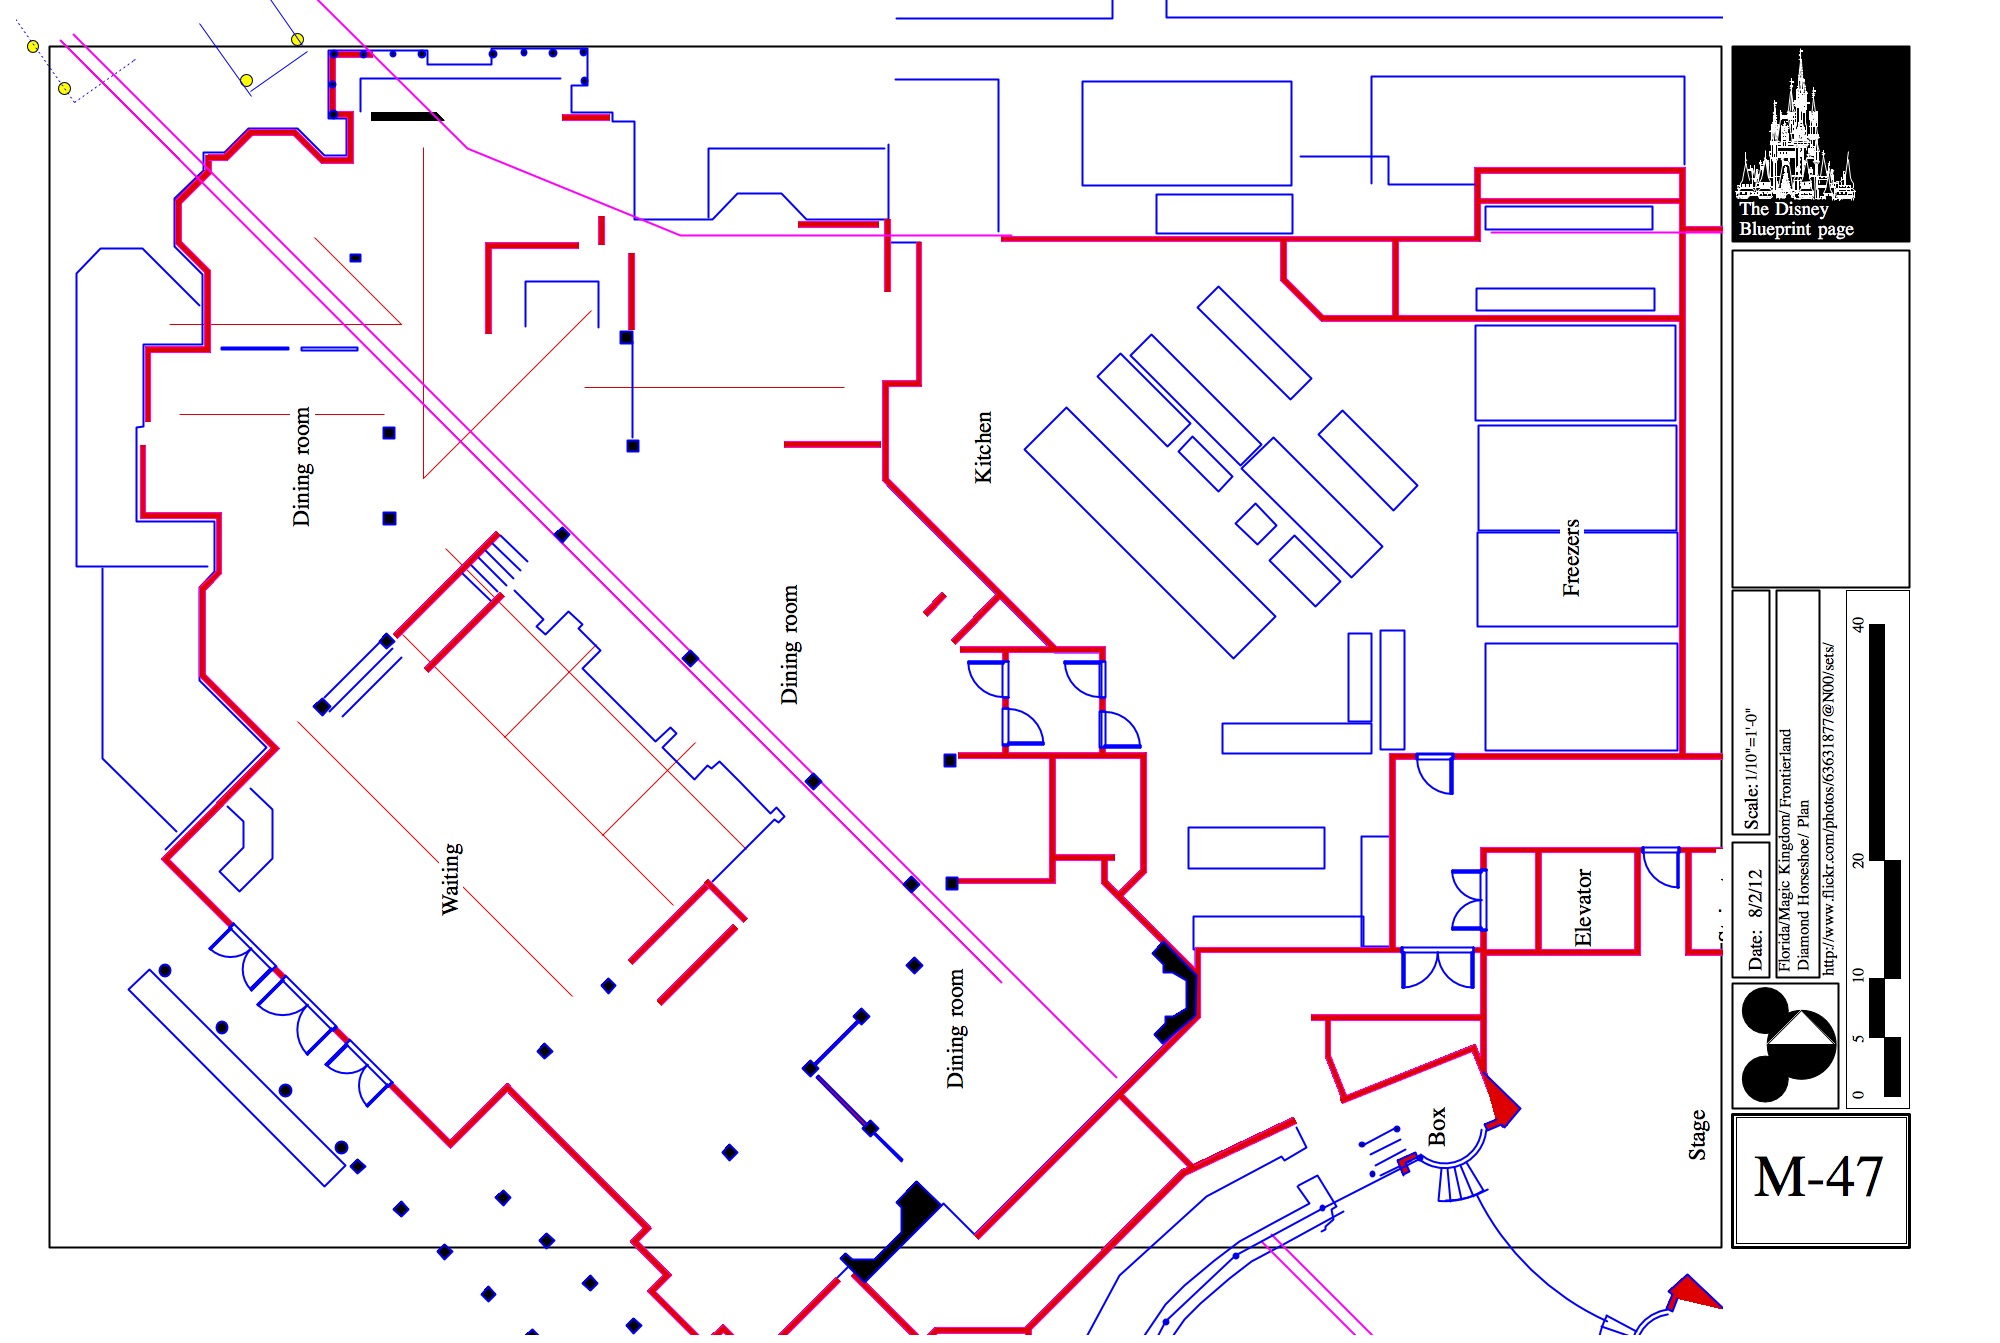 The Disney
Blueprint page
Dining room
Kitchen
Freezers
Dining room
Waiting
Dining room
Elevator
Box
Stage
Scale: 1/10"=1'-0"
Date: 8/2/12
Florida/Magic Kingdom/Frontierland
Diamond Horseshoe/ Plan
http://www.flickr.com/photos/63631877@N00/sets/
0
5
10
20
40
M-47